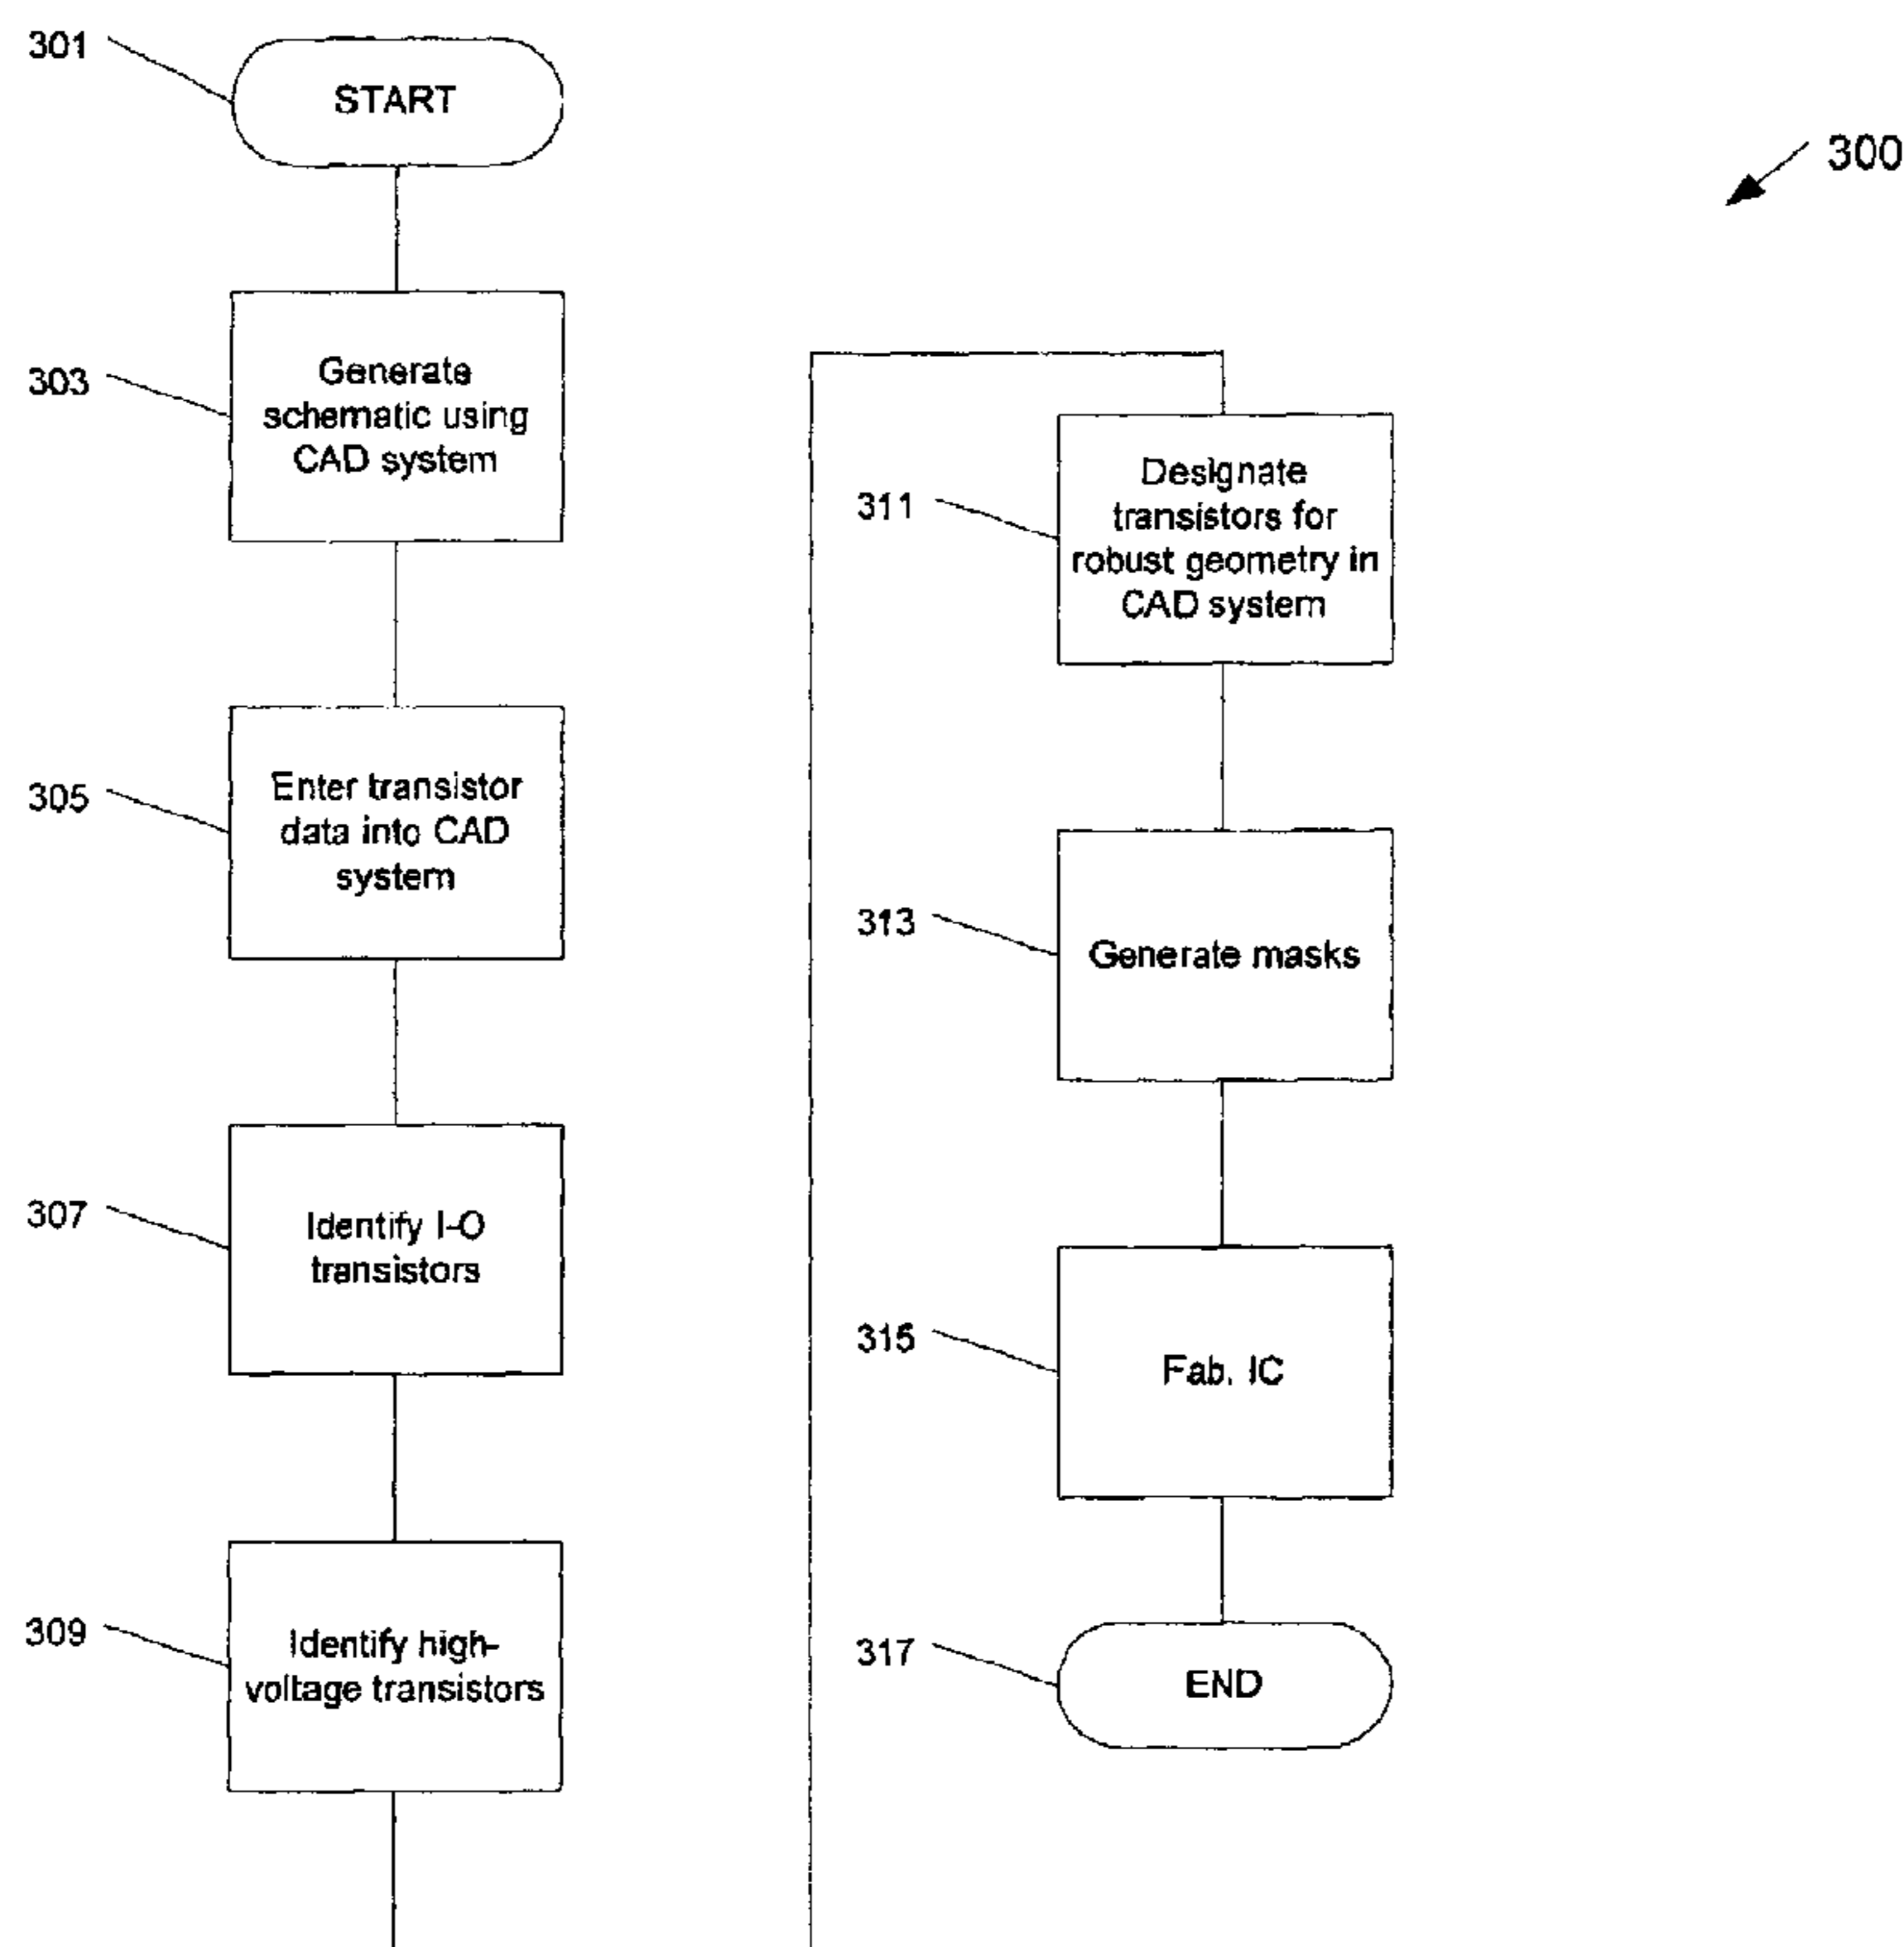 301
START
300
303
Generate
schematic using
CAD system
305
Enter transistor
data into CAD
system
307
Identify I-O
transistors
309
Identify high-
voltage transistors
311
Designate
transistors for
robust geometry in
CAD system
313
Generate masks
315
Fab. IC
317
END